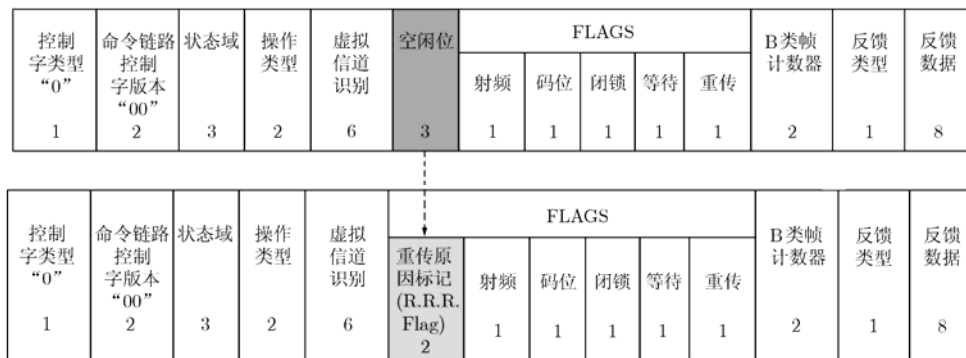 FLAGS
控制
字类型
“0”
1
命令链路
控制
字版本
“00”
2
状态域
3
操作
类型
2
虚拟
信道
识别
6
空闲位
3
射频
1
码位
1
闭锁
1
等待
1
重传
1
B类帧
计数器
2
反馈
类型
1
反馈
数据
8
FLAGS
控制
字类型
“0”
1
命令链路
控制
字版本
“00”
2
状态域
3
操作
类型
2
虚拟
信道
识别
6
重传原
因标记
(R.R.R.
Flag)
2
射频
1
码位
1
闭锁
1
等待
1
重传
1
B类帧
计数器
2
反馈
类型
1
反馈
数据
8